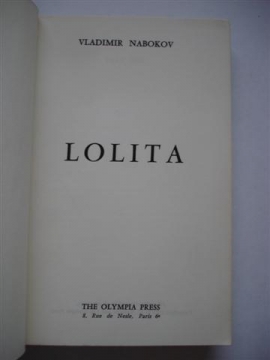 VLADIMIR NABOKOV
LOLITA
THE OLYMPIA PRESS
8, Rue de Nesle, Paris 6e